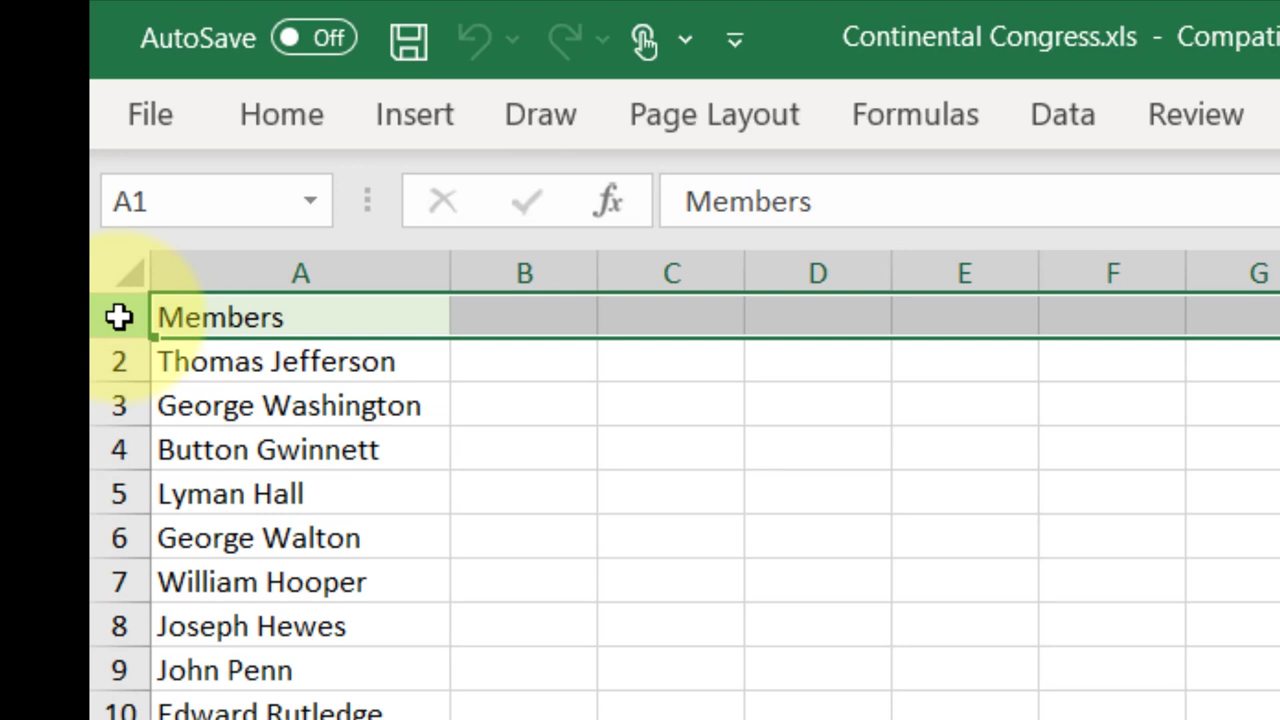 AutoSave Off Continental Congress.xls - Compati
File Home Insert Draw Page Layout Formulas Data Review
A1 fx Members
A B C D E F G
Members
2 Thomas Jefferson
3 George Washington
4 Button Gwinnett
5 Lyman Hall
6 George Walton
7 William Hooper
8 Joseph Hewes
9 John Penn
10 Edward Rutledge